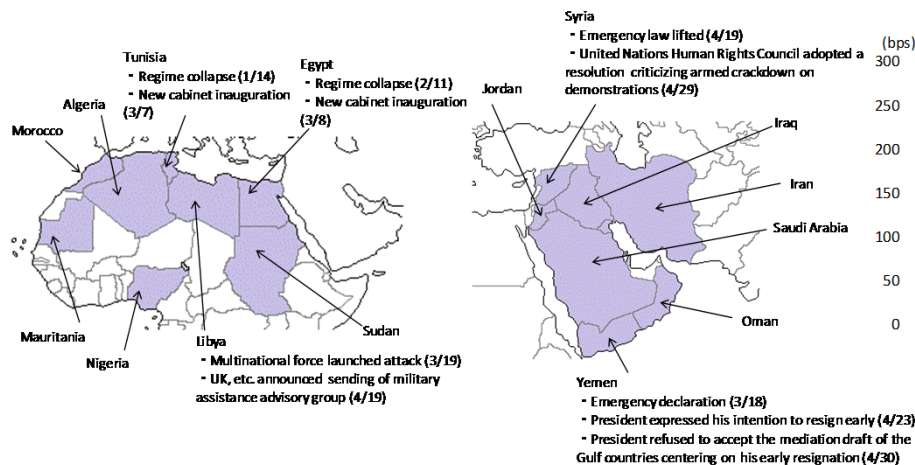 Tunisia
- Regime collapse (1/14)
- New cabinet inauguration
(3/7)
Algeria
Morocco
Egypt
- Regime collapse (2/11)
- New cabinet inauguration
(3/8)
Mauritania
Nigeria
Libya
- Multinational force launched attack (3/19)
- UK, etc. announced sending of military
assistance advisory group (4/19)
Sudan
Syria
- Emergency law lifted (4/19)
- United Nations Human Rights Council adopted a
resolution criticizing armed crackdown on
demonstrations (4/29)
Jordan
Iraq
Iran
Saudi Arabia
Oman
Yemen
- Emergency declaration (3/18)
- President expressed his intention to resign early (4/23)
- President refused to accept the mediation draft of the
Gulf countries centering on his early resignation (4/30)
(bps)
300
250
200
150
100
50
0